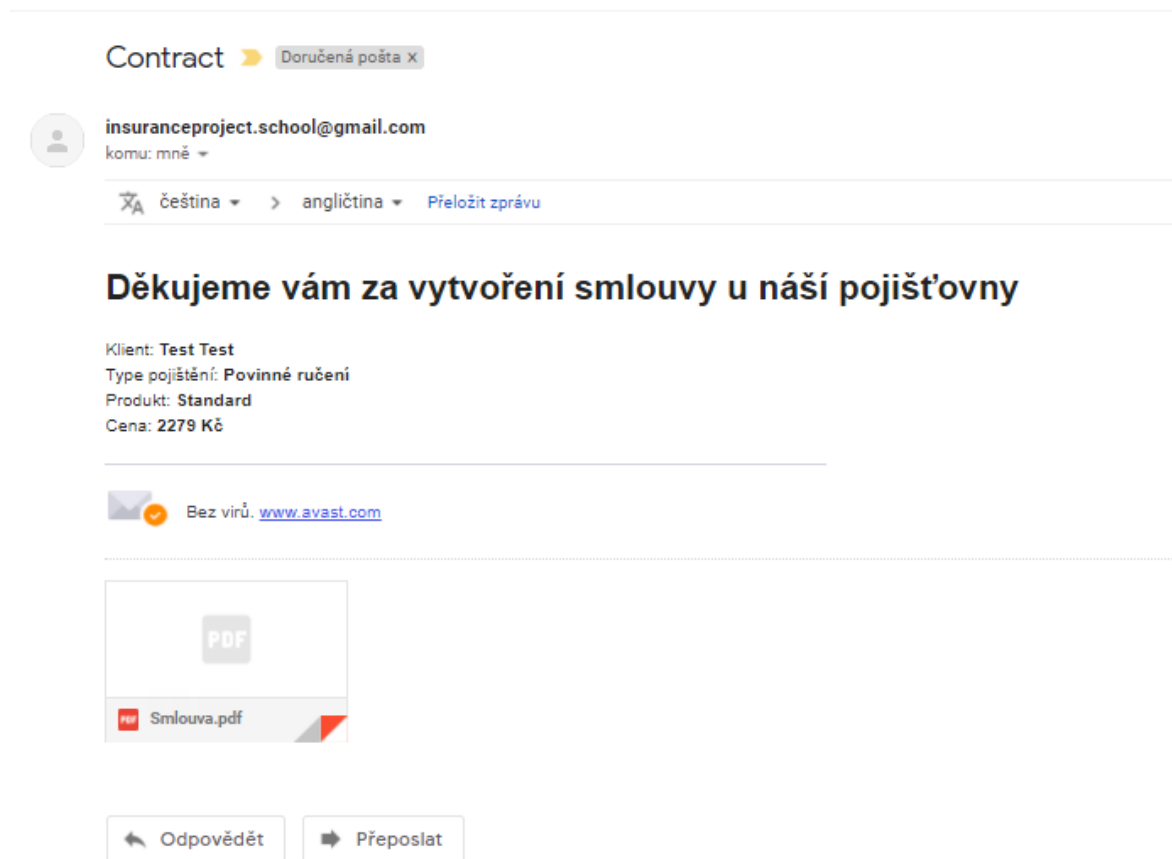 Contract Doručená pošta x
insuranceproject.school@gmail.com
komu: mně
čeština > angličtina Přeložit zprávu
Děkujeme vám za vytvoření smlouvy u náší pojišťovny
Klient: Test Test
Type pojištění: Povinné ručení
Produkt: Standard
Cena: 2279 Kč
Bez virů. www.avast.com
PDF
PDF Smlouva.pdf
Odpovědět Přeposlat